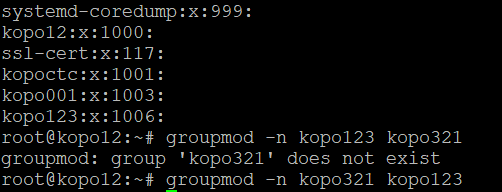 systemd-coredump:x:999:
kopo12:x:1000:
ssl-cert:x:117:
kopoctc:x:1001:
kopo001:x:1003:
kopo123:x:1006:
root@kopo12:~# groupmod -n kopo123 kopo321
groupmod: group 'kopo321' does not exist
root@kopo12:~# groupmod -n kopo321 kopo123